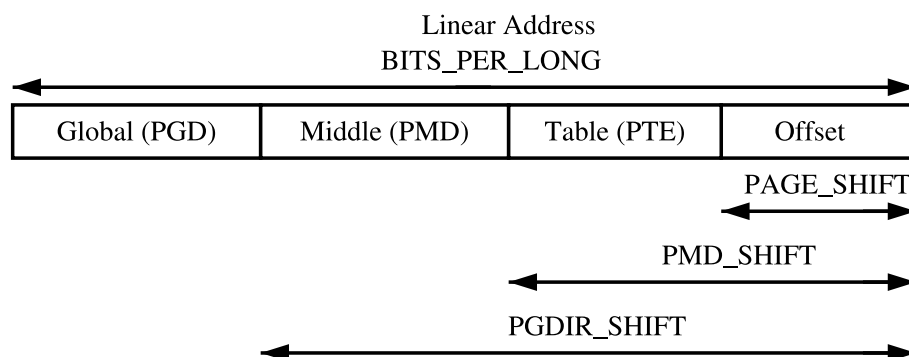 Linear Address
BITS_PER_LONG
Global (PGD) Middle (PMD) Table (PTE) Offset
PAGE_SHIFT
PMD_SHIFT
PGDIR_SHIFT